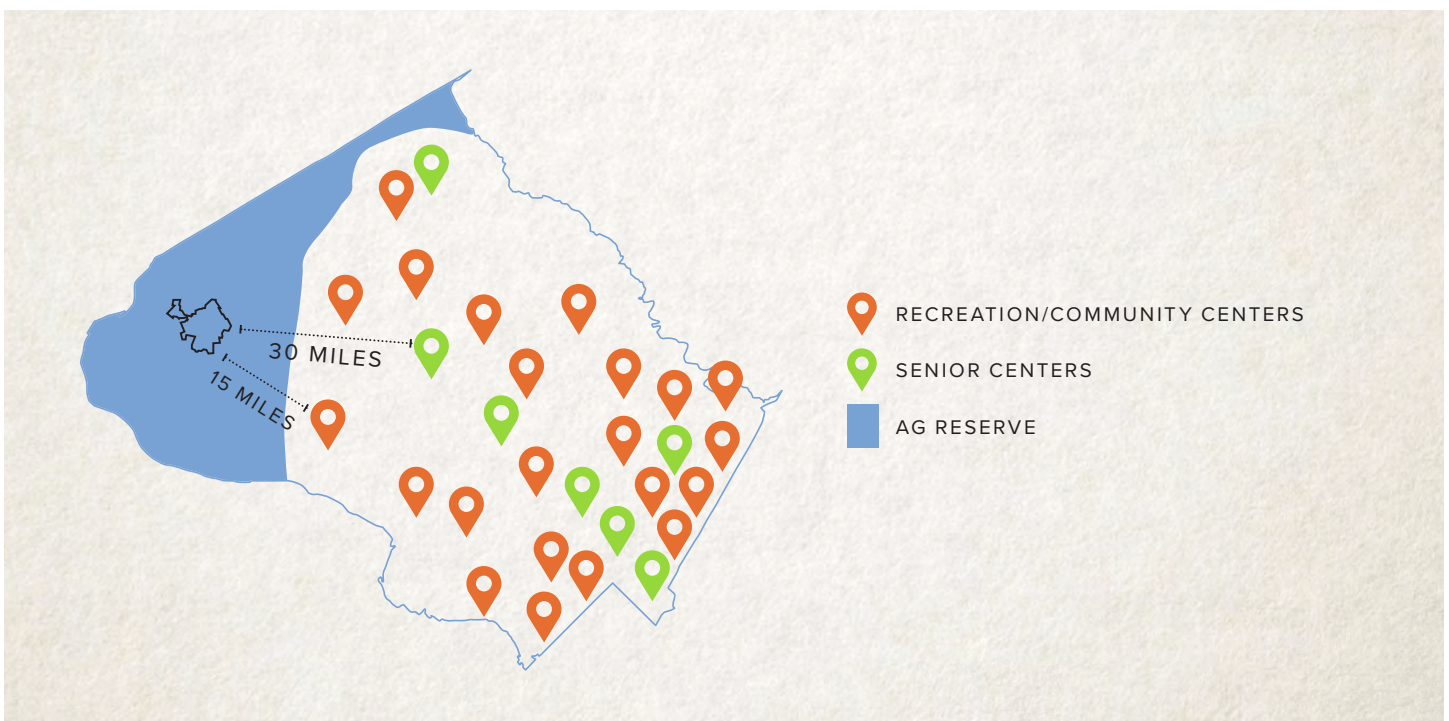 30 MILES
15 MILES
RECREATION/COMMUNITY CENTERS
SENIOR CENTERS
AG RESERVE